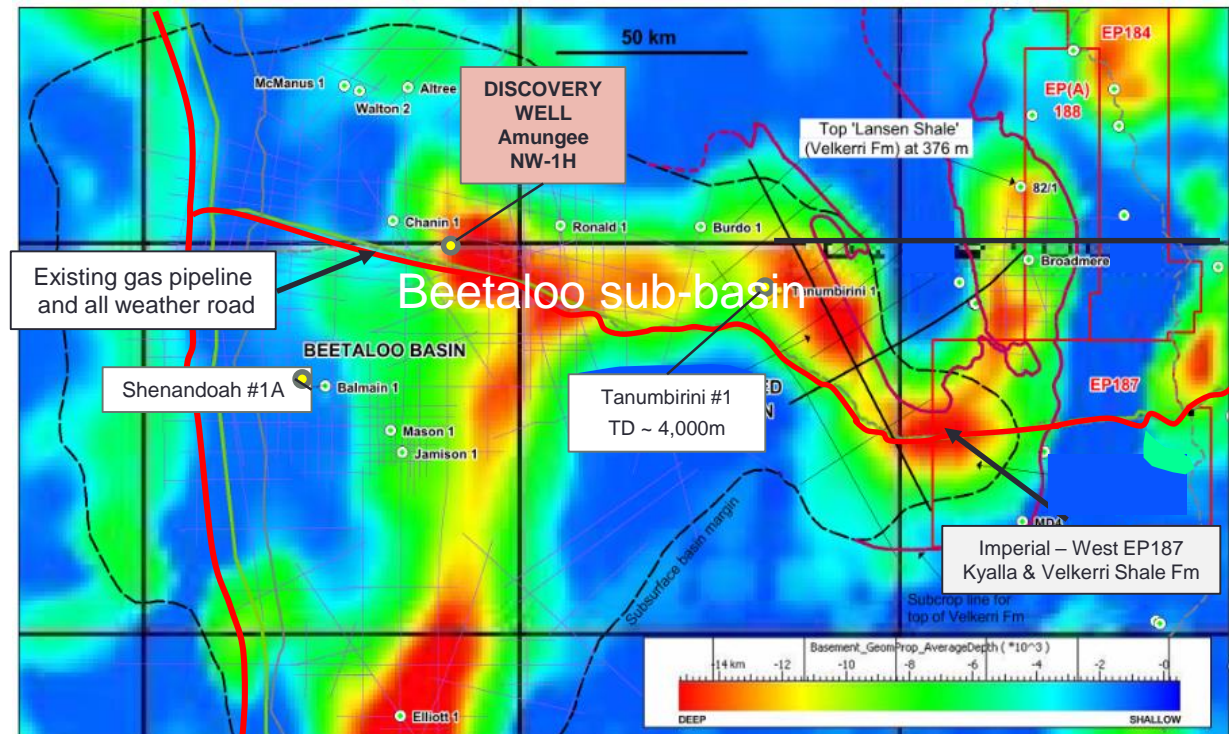 50 km
EP184
McManus 1
Walton 2
Altree
DISCOVERY
WELL
Amungee
NW-1H
EP(A)
188
Top 'Lansen Shale'
(Velkerri Fm) at 376 m
82/1
Chanin 1
Ronald 1
Burdo 1
Broadmere
Existing gas pipeline
and all weather road
Beetaloo sub-basin
Tanumbirini 1
BEETALOO BASIN
Shenandoah #1A
Balmain 1
Tanumbirini #1
TD ~ 4,000m
ED
N
EP187
Mason 1
Jamison 1
MD4
Imperial – West EP187
Kyalla & Velkerri Shale Fm
Subsurface basin margin
Subcrop line for
top of Velkerri Fm
Basement_GeomProp_AverageDepth ( *10^3 )
-14 km -12 -10 -8 -6 -4 -2 -0
DEEP SHALLOW
Elliott 1